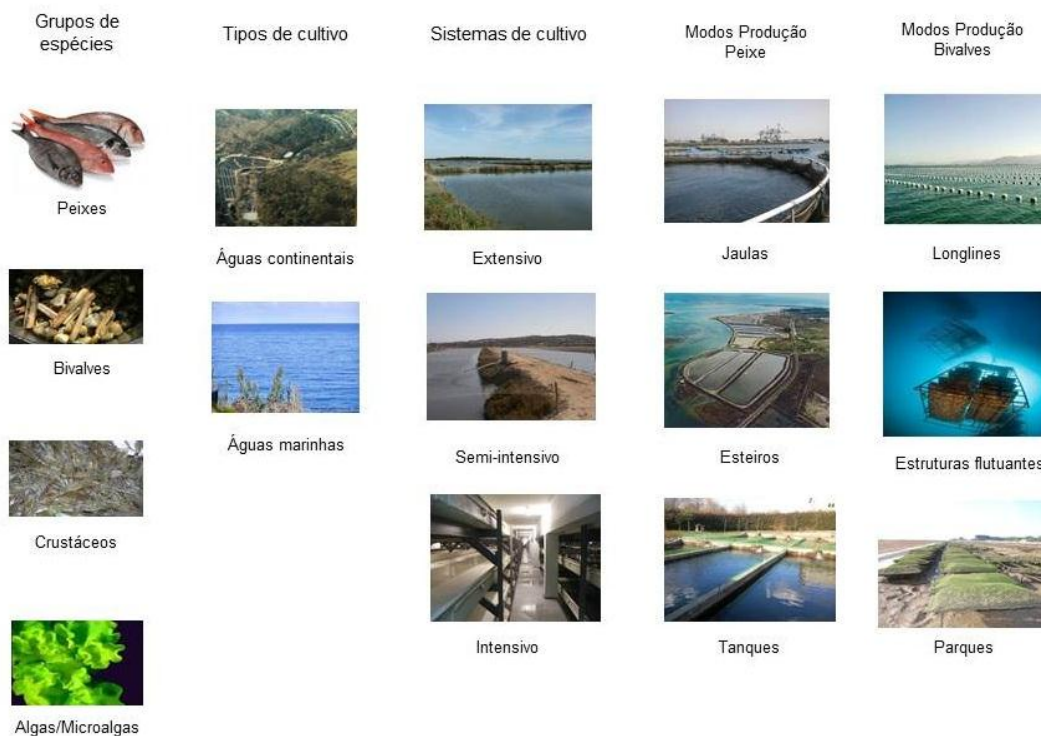 Grupos de
espécies
Tipos de cultivo
Sistemas de cultivo
Modos Produção
Peixe
Modos Produção
Bivalves
Peixes
Águas continentais
Extensivo
Jaulas
Longlines
Bivalves
Águas marinhas
Semi-intensivo
Esteiros
Estruturas flutuantes
Crustáceos
Intensivo
Tanques
Parques
Algas/Microalgas